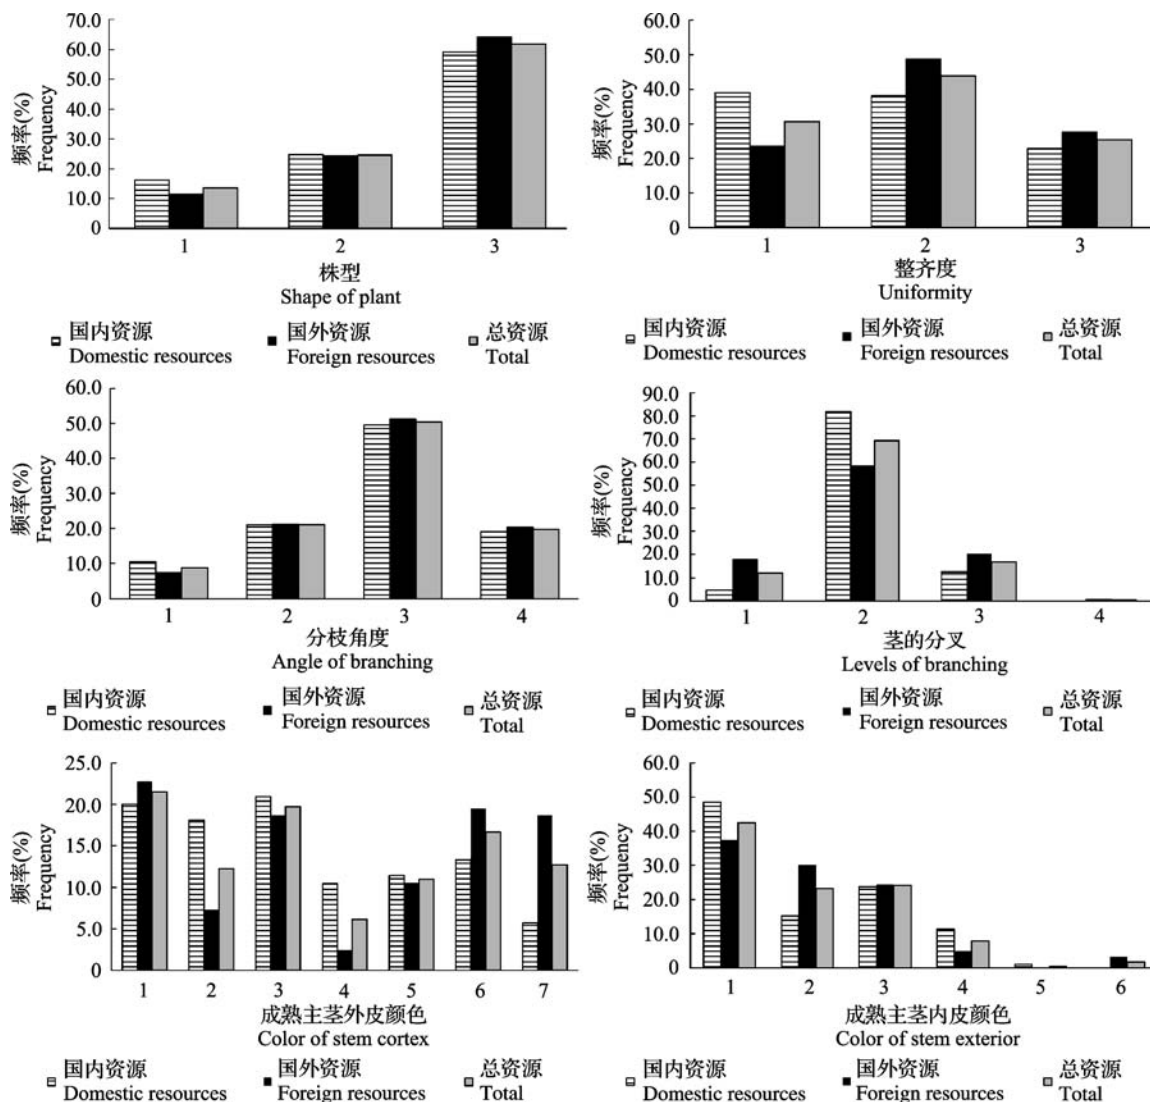 70.0
60.0
50.0
40.0
30.0
20.0
10.0
0
频率(%)
Frequency
1 2 3
株型
Shape of plant
国内资源 国外资源 总资源
Domestic resources Foreign resources Total
60.0
50.0
40.0
30.0
20.0
10.0
0
频率(%)
Frequency
1 2 3
整齐度
Uniformity
国内资源 国外资源 总资源
Domestic resources Foreign resources Total
60.0
50.0
40.0
30.0
20.0
10.0
0
频率(%)
Frequency
1 2 3 4
分枝角度
Angle of branching
国内资源 国外资源 总资源
Domestic resources Foreign resources Total
90.0
80.0
70.0
60.0
50.0
40.0
30.0
20.0
10.0
0
频率(%)
Frequency
1 2 3 4
茎的分叉
Levels of branching
国内资源 国外资源 总资源
Domestic resources Foreign resources Total
25.0
20.0
15.0
10.0
5.0
0
频率(%)
Frequency
1 2 3 4 5 6 7
成熟主茎外皮颜色
Color of stem cortex
国内资源 国外资源 总资源
Domestic resources Foreign resources Total
60.0
50.0
40.0
30.0
20.0
10.0
0
频率(%)
Frequency
1 2 3 4 5 6
成熟主茎内皮颜色
Color of stem exterior
国内资源 国外资源 总资源
Domestic resources Foreign resources Total